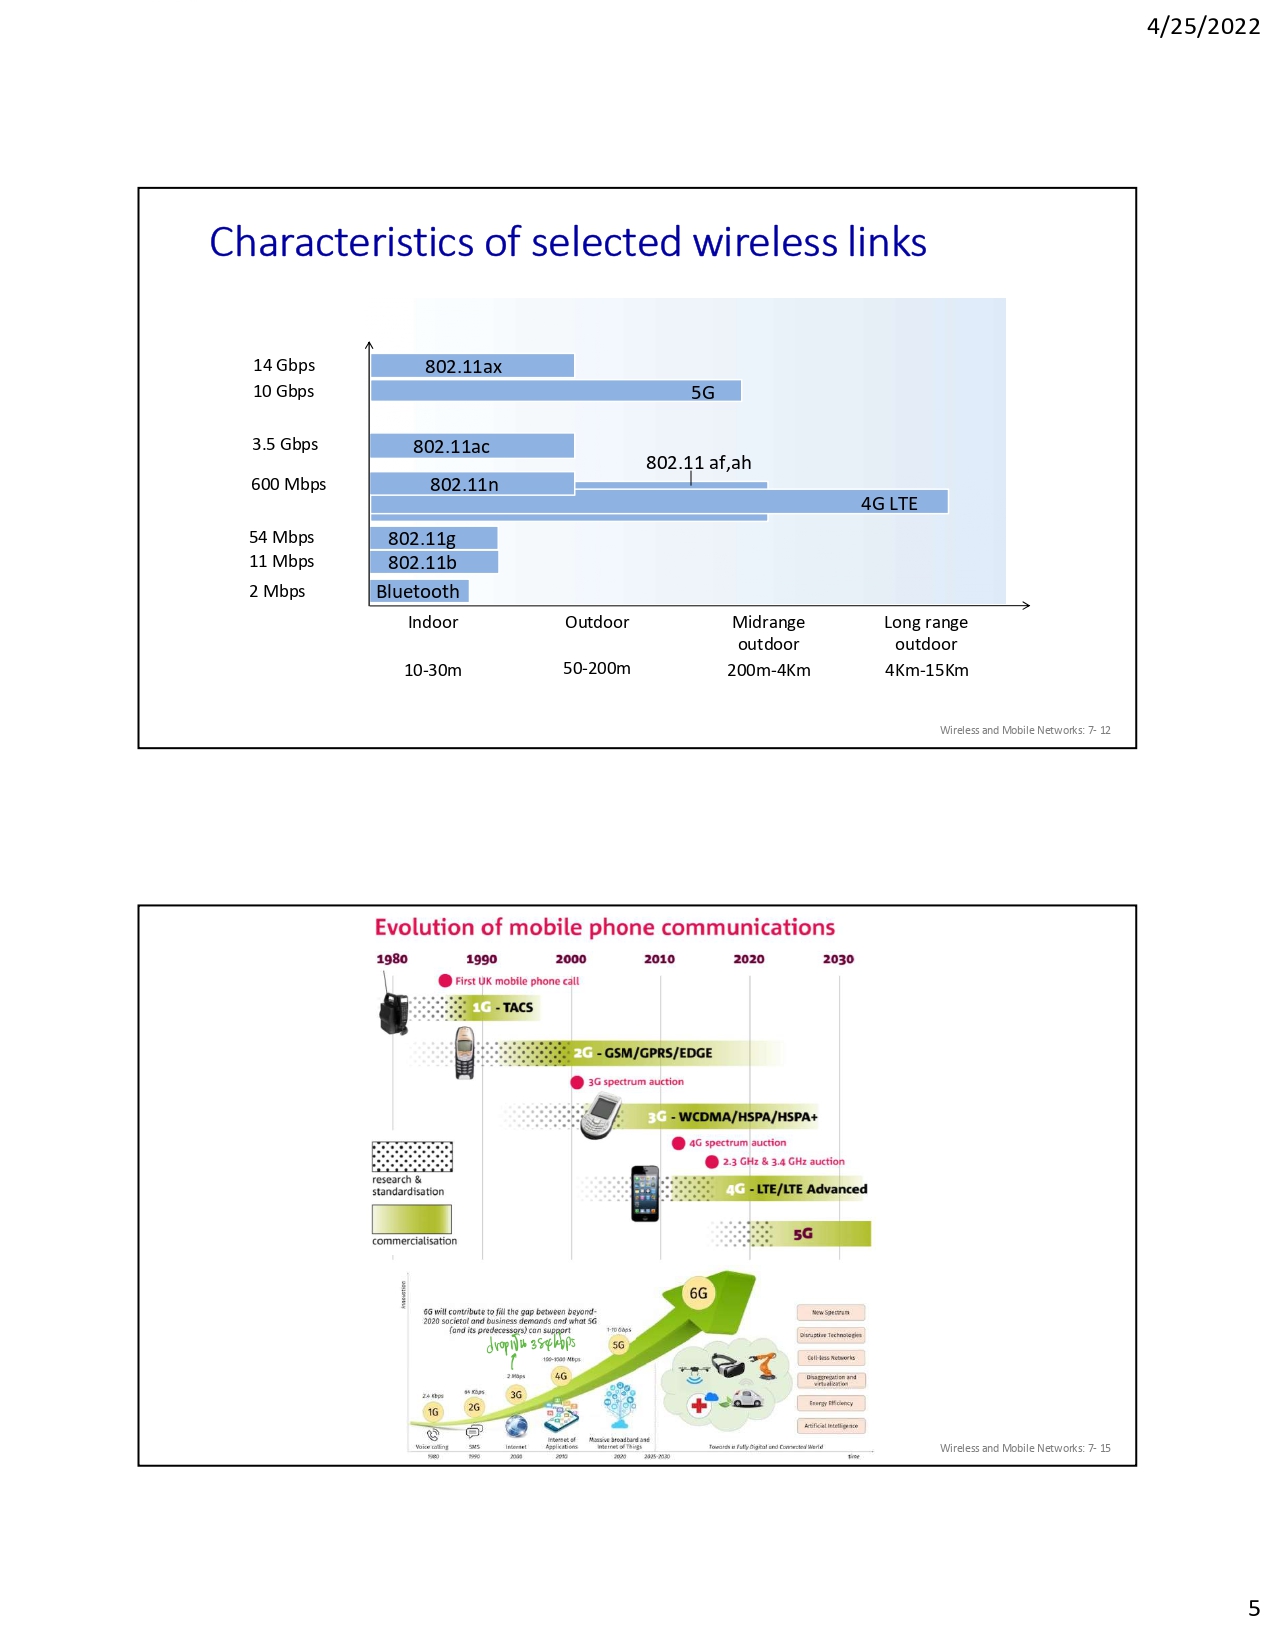 4/25/2022
Characteristics of selected wireless links
14 Gbps
802.11ax
10 Gbps
5G
3.5 Gbps
802.11ac
802.11 af,ah
600 Mbps
802.11n
4G LTE
54 Mbps
802.11g
11 Mbps
802.11b
2 Mbps
Bluetooth
Indoor
Outdoor
Midrange
outdoor
Long range
outdoor
10-30m
50-200m
200m-4Km
4Km-15Km
Wireless and Mobile Networks: 7- 12
Evolution of mobile phone communications
1980 1990 2000 2010 2020 2030
First UK mobile phone call
1G - TACS
2G - GSM/GPRS/EDGE
3G spectrum auction
3G - WCDMA/HSPA/HSPA+
4G spectrum auction
2.3 GHz & 3.4 GHz auction
research &
standardisation
4G - LTE/LTE Advanced
5G
commercialisation
6G
6G will contribute to fill the gap between beyond-
2020 societal and business demands and what 5G
(and its predecessors) can support
384kbps
1-10 Gbps
5G
100-1000 Mbps
4G
2 Mbps
3G
64 Kbps
2G
2.4 Kbps
1G
New Spectrum
Disruptive Technologies
Cell-less Networks
Disaggregation and
virtualization
Energy Efficiency
Artificial Intelligence
Voice calling
SMS
Internet
Internet of
Applications
Massive broadband and
Internet of Things
Towards a Fully Digital and Connected World
1980 1990 2000 2010 2020 2025-2030 time
Wireless and Mobile Networks: 7- 15
5